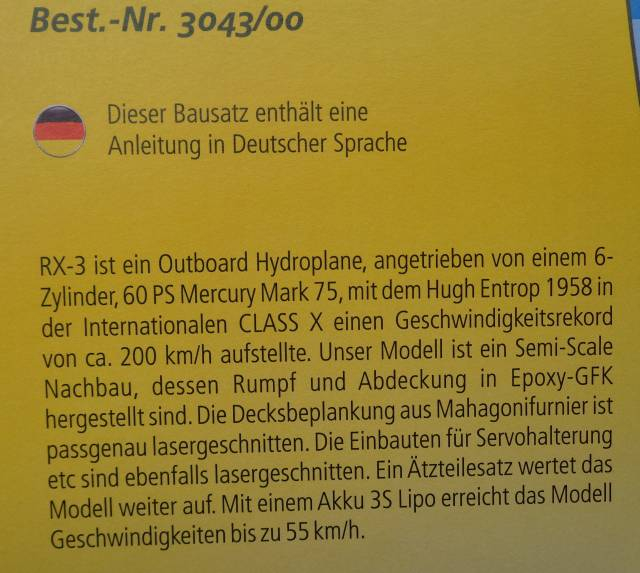 Best.-Nr. 3043/00
Dieser Bausatz enthält eine
Anleitung in Deutscher Sprache
RX-3 ist ein Outboard Hydroplane, angetrieben von einem 6-
Zylinder, 60 PS Mercury Mark 75, mit dem Hugh Entrop 1958 in
der Internationalen CLASS X einen Geschwindigkeitsrekord
von ca. 200 km/h aufstellte. Unser Modell ist ein Semi-Scale
Nachbau, dessen Rumpf und Abdeckung in Epoxy-GFK
hergestellt sind. Die Decksbeplankung aus Mahagonifurnier ist
passgenau lasergeschnitten. Die Einbauten für Servohalterung
etc sind ebenfalls lasergeschnitten. Ein Ätzteilesatz wertet das
Modell weiter auf. Mit einem Akku 3S Lipo erreicht das Modell
Geschwindigkeiten bis zu 55 km/h.